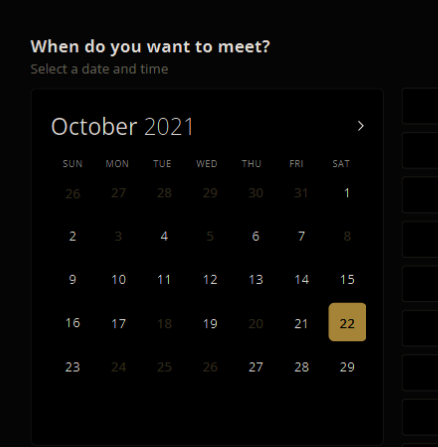 When do you want to meet?
Select a date and time
October 2021
SUN MON TUE WED THU FRI SAT
26 27 28 29 30 31 1
2 3 4 5 6 7 8
9 10 11 12 13 14 15
16 17 18 19 20 21 22
23 24 25 26 27 28 29